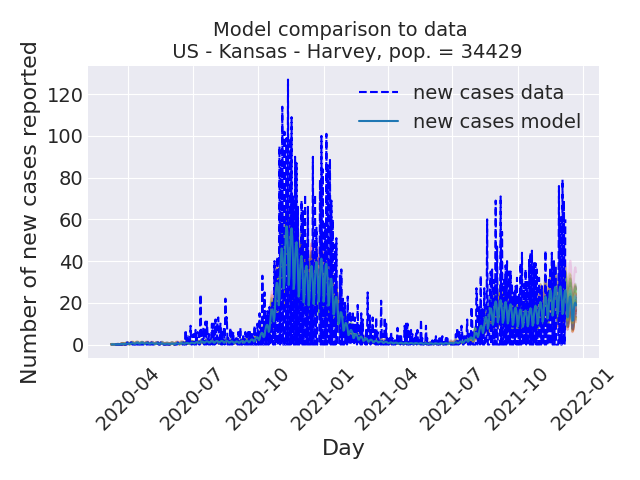 Model comparison to data
US - Kansas - Harvey, pop. = 34429
new cases data
new cases model
Number of new cases reported
120
100
80
60
40
20
0
2020-04
2020-07
2020-10
2021-01
2021-04
2021-07
2021-10
2022-01
Day